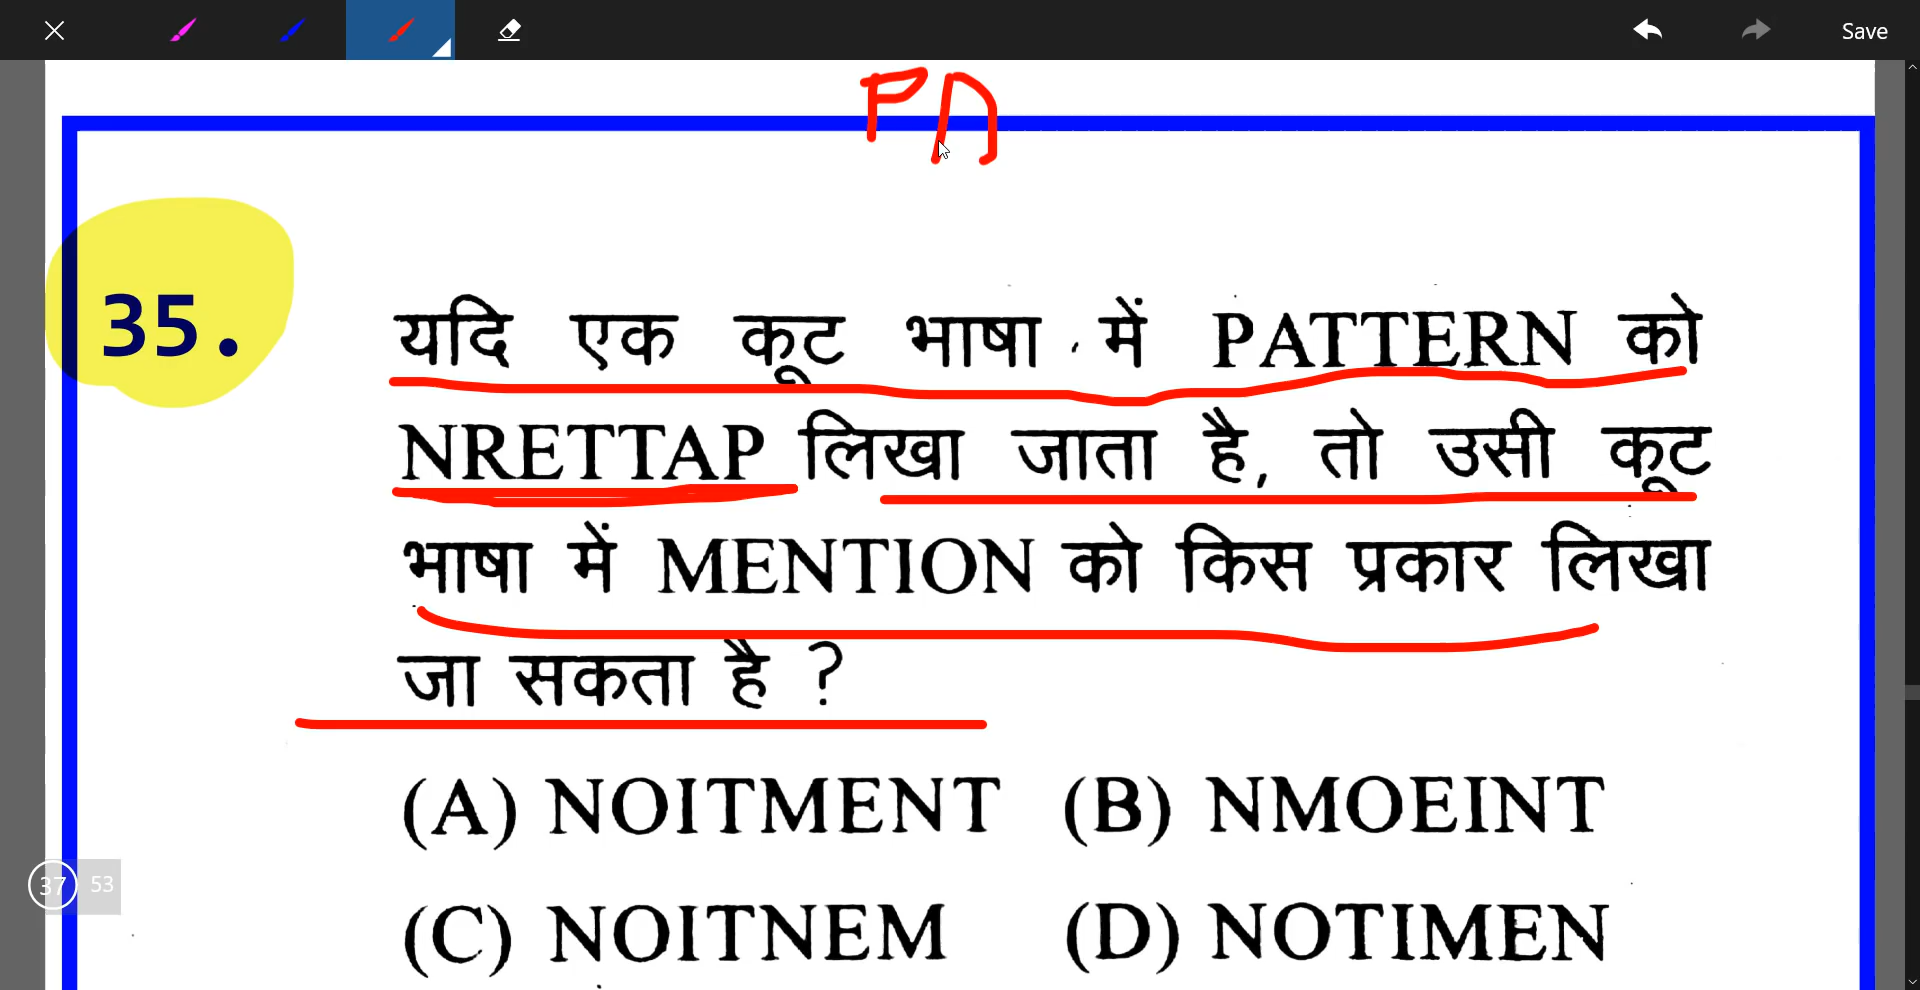 Save
PA
35.
यदि एक कूट भाषा में PATTERN को
NRETTAP लिखा जाता है, तो उसी कूट
भाषा में MENTION को किस प्रकार लिखा
जा सकता है ?
(A) NOITMENT (B) NMOEINT
37 53
(C) NOITNEM (D) NOTIMEN